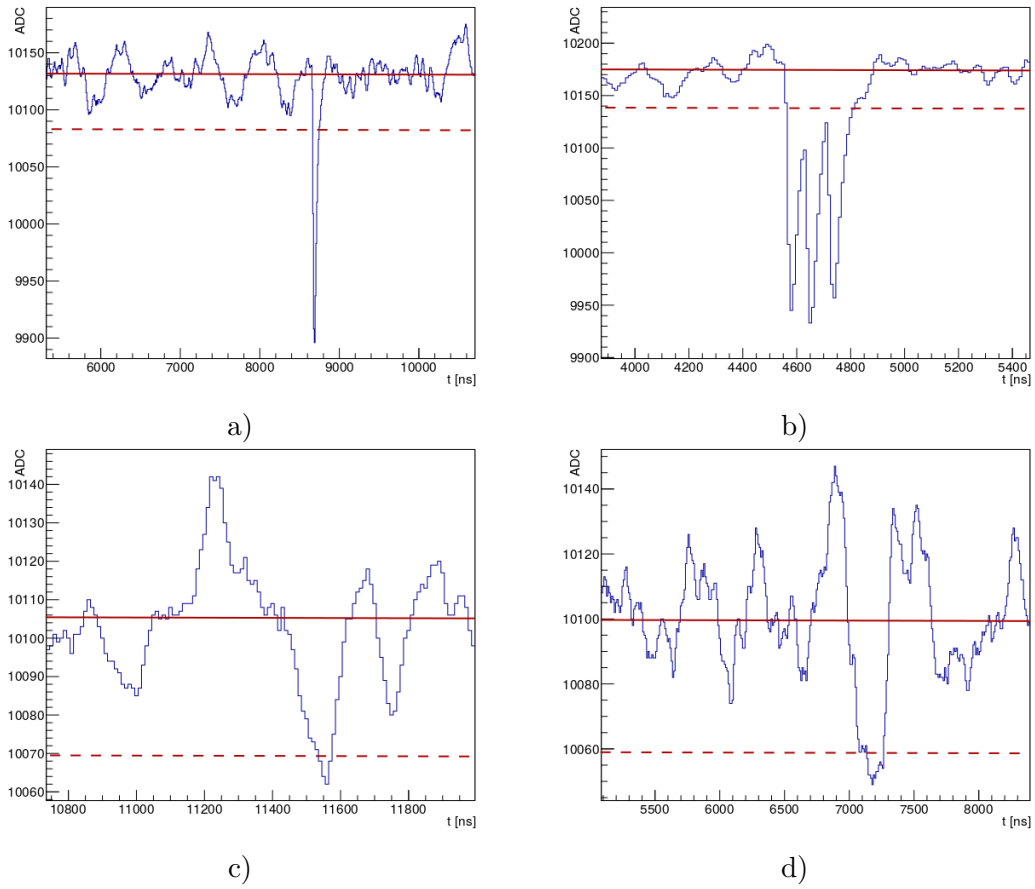 ADC
10150
10100
10050
10000
9950
9900
6000 7000 8000 9000 10000
t [ns]
a)
ADC
10200
10150
10100
10050
10000
9950
9900
4000 4200 4400 4600 4800 5000 5200 5400
t [ns]
b)
ADC
10140
10130
10120
10110
10100
10090
10080
10070
10060
10800 11000 11200 11400 11600 11800
t [ns]
c)
ADC
10140
10120
10100
10080
10060
5500 6000 6500 7000 7500 8000
t [ns]
d)